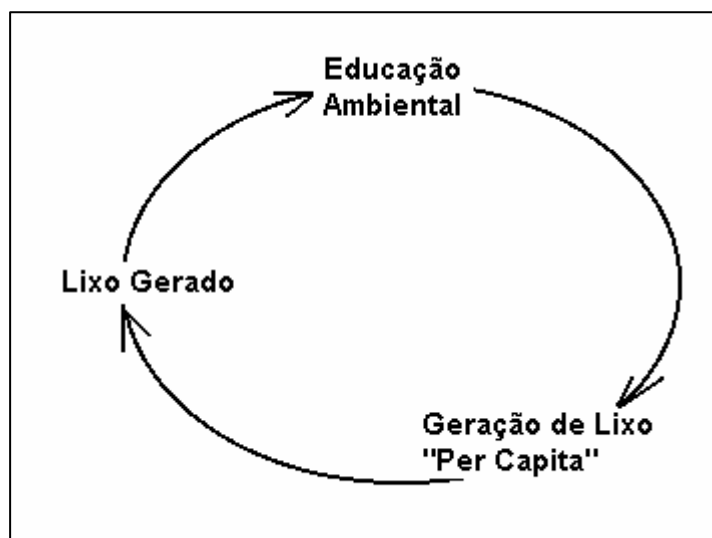 Educação
Ambiental
Lixo Gerado
Geração de Lixo
"Per Capita"